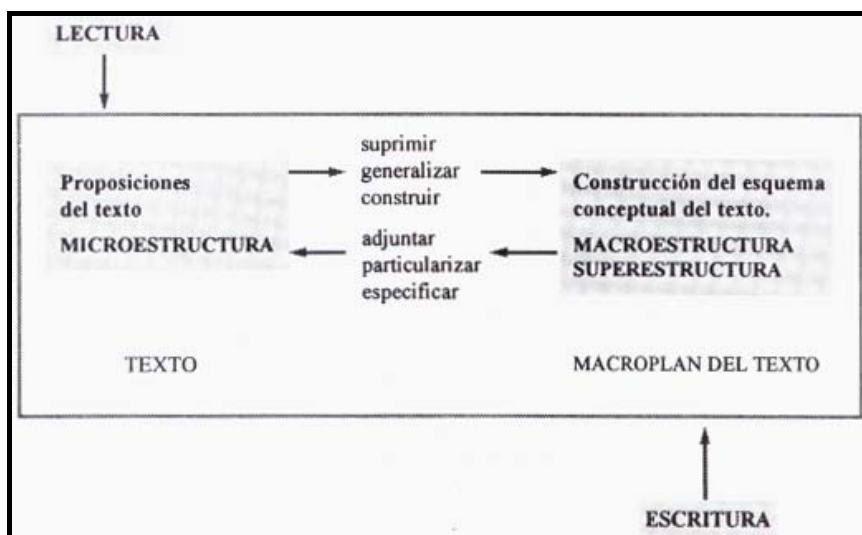 LECTURA
Proposiciones
del texto
MICROESTRUCTURA
suprimir
generalizar
construir
adjuntar
particularizar
especificar
Construcción del esquema
conceptual del texto.
MACROESTRUCTURA
SUPERESTRUCTURA
TEXTO
MACROPLAN DEL TEXTO
ESCRITURA